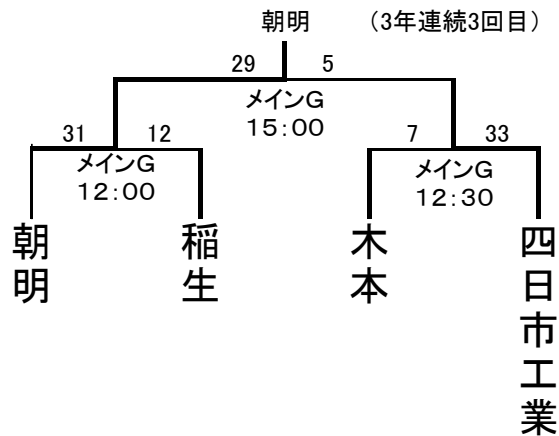 朝明 （3年連続3回目）
29 5
メインG
15:00
31 12 7 33
メインG メインG
12:00 12:30
朝明
稲生
木本
四日市工業